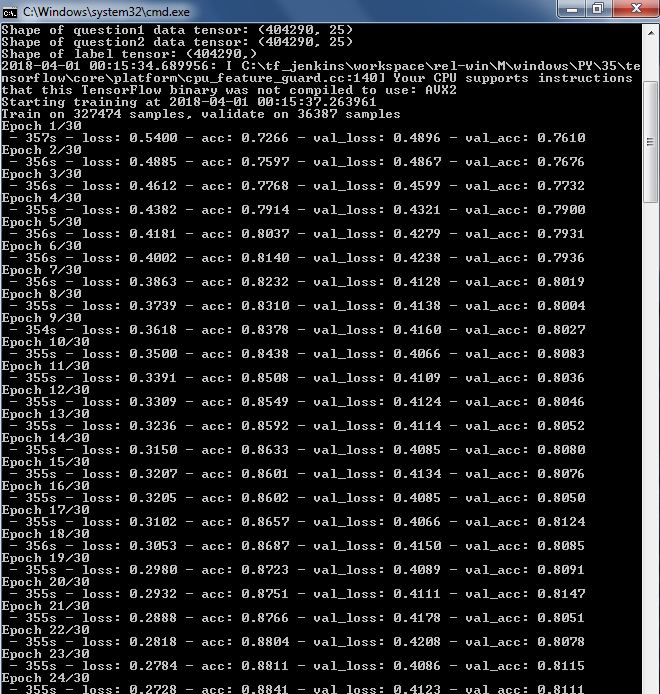 C:\Windows\system32\cmd.exe
Shape of question1 data tensor: (404290, 25)
Shape of question2 data tensor: (404290, 25)
Shape of label tensor: (404290,)
2018-04-01 00:15:34.689956: I C:\tf_jenkins\workspace\rel-win\M\windows\PY\35\te
nsorflow\core\platform\cpu_feature_guard.cc:140] Your CPU supports instructions
that this TensorFlow binary was not compiled to use: AVX2
Starting training at 2018-04-01 00:15:37.263961
Train on 327474 samples, validate on 36387 samples
Epoch 1/30
 - 357s - loss: 0.5400 - acc: 0.7266 - val_loss: 0.4896 - val_acc: 0.7610
Epoch 2/30
 - 356s - loss: 0.4885 - acc: 0.7597 - val_loss: 0.4867 - val_acc: 0.7676
Epoch 3/30
 - 356s - loss: 0.4612 - acc: 0.7768 - val_loss: 0.4599 - val_acc: 0.7732
Epoch 4/30
 - 355s - loss: 0.4382 - acc: 0.7914 - val_loss: 0.4321 - val_acc: 0.7900
Epoch 5/30
 - 356s - loss: 0.4181 - acc: 0.8037 - val_loss: 0.4279 - val_acc: 0.7931
Epoch 6/30
 - 356s - loss: 0.4002 - acc: 0.8140 - val_loss: 0.4238 - val_acc: 0.7936
Epoch 7/30
 - 356s - loss: 0.3863 - acc: 0.8232 - val_loss: 0.4128 - val_acc: 0.8019
Epoch 8/30
 - 355s - loss: 0.3739 - acc: 0.8310 - val_loss: 0.4138 - val_acc: 0.8004
Epoch 9/30
 - 354s - loss: 0.3618 - acc: 0.8378 - val_loss: 0.4160 - val_acc: 0.8027
Epoch 10/30
 - 355s - loss: 0.3500 - acc: 0.8438 - val_loss: 0.4066 - val_acc: 0.8083
Epoch 11/30
 - 355s - loss: 0.3391 - acc: 0.8508 - val_loss: 0.4109 - val_acc: 0.8036
Epoch 12/30
 - 355s - loss: 0.3309 - acc: 0.8549 - val_loss: 0.4124 - val_acc: 0.8046
Epoch 13/30
 - 355s - loss: 0.3236 - acc: 0.8592 - val_loss: 0.4114 - val_acc: 0.8052
Epoch 14/30
 - 355s - loss: 0.3150 - acc: 0.8633 - val_loss: 0.4085 - val_acc: 0.8080
Epoch 15/30
 - 355s - loss: 0.3207 - acc: 0.8601 - val_loss: 0.4134 - val_acc: 0.8076
Epoch 16/30
 - 355s - loss: 0.3205 - acc: 0.8602 - val_loss: 0.4085 - val_acc: 0.8050
Epoch 17/30
 - 355s - loss: 0.3102 - acc: 0.8657 - val_loss: 0.4066 - val_acc: 0.8124
Epoch 18/30
 - 356s - loss: 0.3053 - acc: 0.8687 - val_loss: 0.4150 - val_acc: 0.8085
Epoch 19/30
 - 355s - loss: 0.2980 - acc: 0.8723 - val_loss: 0.4089 - val_acc: 0.8091
Epoch 20/30
 - 355s - loss: 0.2932 - acc: 0.8751 - val_loss: 0.4111 - val_acc: 0.8147
Epoch 21/30
 - 355s - loss: 0.2888 - acc: 0.8766 - val_loss: 0.4178 - val_acc: 0.8051
Epoch 22/30
 - 355s - loss: 0.2818 - acc: 0.8804 - val_loss: 0.4208 - val_acc: 0.8078
Epoch 23/30
 - 357s - loss: 0.2784 - acc: 0.8811 - val_loss: 0.4086 - val_acc: 0.8115
Epoch 24/30
 - 355s - loss: 0.2728 - acc: 0.8841 - val_loss: 0.4123 - val_acc: 0.8111